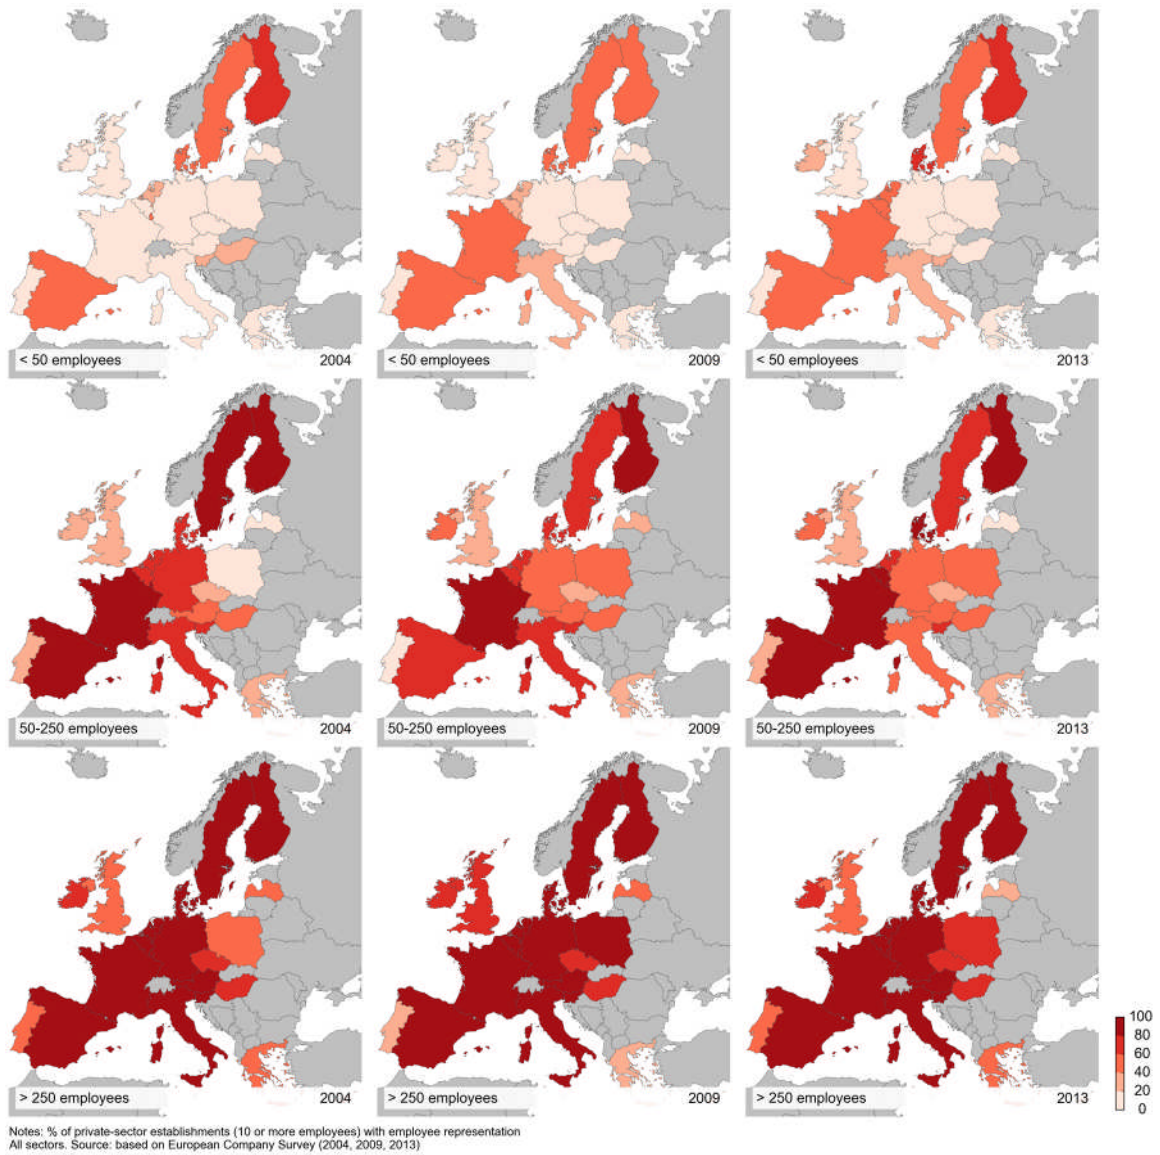 < 50 employees 2004
< 50 employees 2009
< 50 employees 2013
50-250 employees 2004
50-250 employees 2009
50-250 employees 2013
> 250 employees 2004
> 250 employees 2009
> 250 employees 2013
100
80
60
40
20
0
Notes: % of private-sector establishments (10 or more employees) with employee representation
All sectors. Source: based on European Company Survey (2004, 2009, 2013)